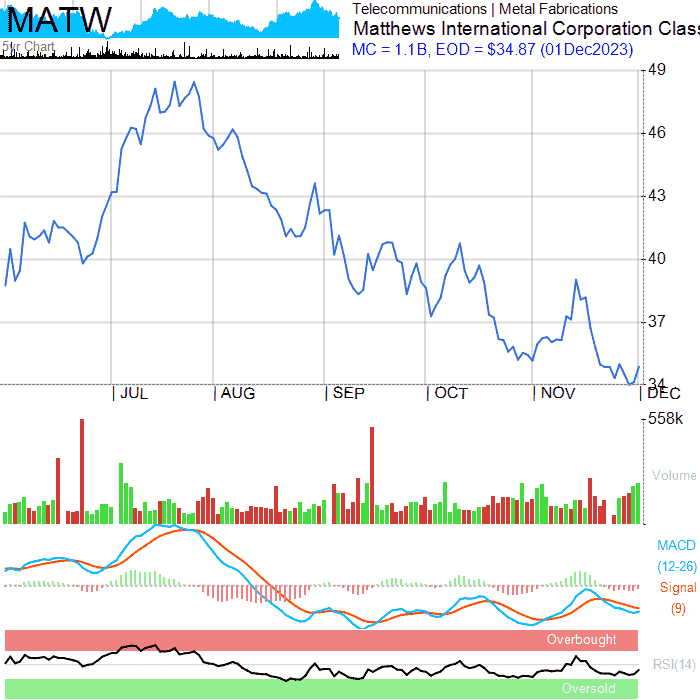 MATW
5yr Chart
Telecommunications | Metal Fabrications
Matthews International Corporation Clas
MC = 1.1B, EOD = $34.87 (01Dec2023)
49
46
43
40
37
34
JUL AUG SEP OCT NOV DEC
558k
Volume
MACD
(12-26)
Signal
(9)
Overbought
RSI(14)
Oversold